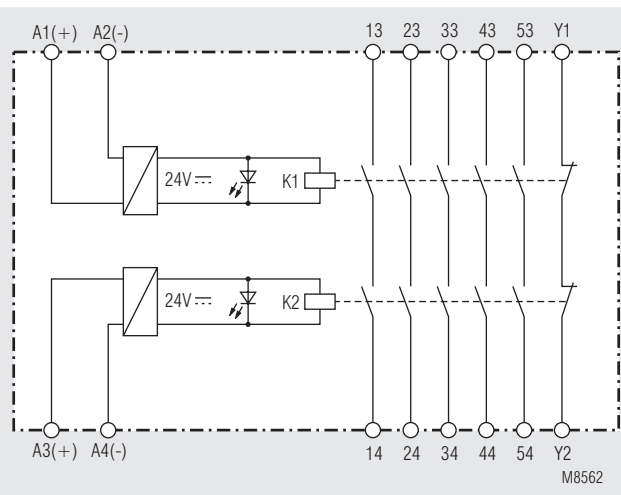 A1(+) A2(-) 13 23 33 43 53 Y1
24V K1
24V K2
A3(+) A4(-) 14 24 34 44 54 Y2
M8562